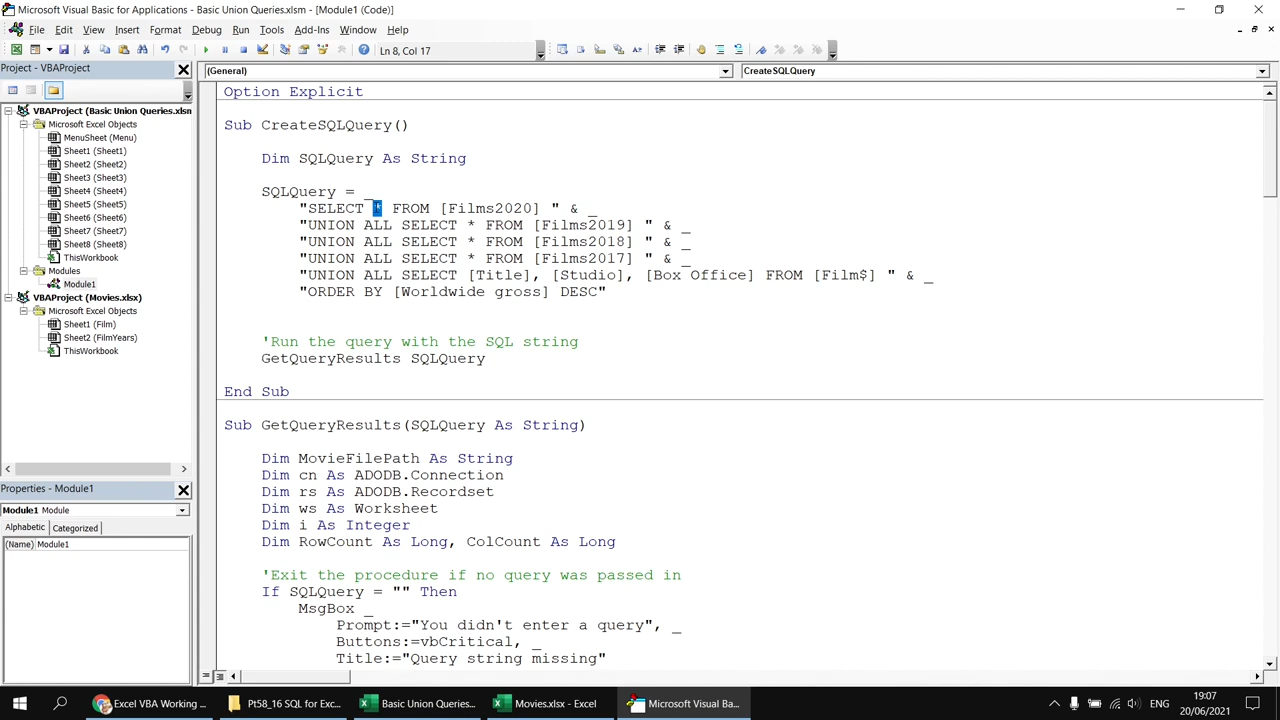 Microsoft Visual Basic for Applications - Basic Union Queries.xlsm - [Module1 (Code)]
File Edit View Insert Format Debug Run Tools Add-Ins Window Help
Ln 8, Col 17
Project - VBAProject
(General)
CreateSQLQuery
VBAProject (Basic Union Queries.xlsm
Microsoft Excel Objects
MenuSheet (Menu)
Sheet1 (Sheet1)
Sheet2 (Sheet2)
Sheet3 (Sheet3)
Sheet4 (Sheet4)
Sheet5 (Sheet5)
Sheet6 (Sheet6)
Sheet7 (Sheet7)
Sheet8 (Sheet8)
ThisWorkbook
Modules
Module1
VBAProject (Movies.xlsx)
Microsoft Excel Objects
Sheet1 (Film)
Sheet2 (FilmYears)
ThisWorkbook
Properties - Module1
Module1 Module
Alphabetic Categorized
(Name) Module1
Option Explicit
Sub CreateSQLQuery()
Dim SQLQuery As String
SQLQuery = _
"SELECT * FROM [Films2020] " & _
"UNION ALL SELECT * FROM [Films2019] " & _
"UNION ALL SELECT * FROM [Films2018] " & _
"UNION ALL SELECT * FROM [Films2017] " & _
"UNION ALL SELECT [Title], [Studio], [Box Office] FROM [Film$] " & _
"ORDER BY [Worldwide gross] DESC"
'Run the query with the SQL string
GetQueryResults SQLQuery
End Sub
Sub GetQueryResults(SQLQuery As String)
Dim MovieFilePath As String
Dim cn As ADODB.Connection
Dim rs As ADODB.Recordset
Dim ws As Worksheet
Dim i As Integer
Dim RowCount As Long, ColCount As Long
'Exit the procedure if no query was passed in
If SQLQuery = "" Then
MsgBox _
Prompt:="You didn't enter a query", _
Buttons:=vbCritical, _
Title:="Query string missing"
Excel VBA Working ...
Pt58_16 SQL for Exc...
Basic Union Queries...
Movies.xlsx - Excel
Microsoft Visual Ba...
ENG
19:07
20/06/2021